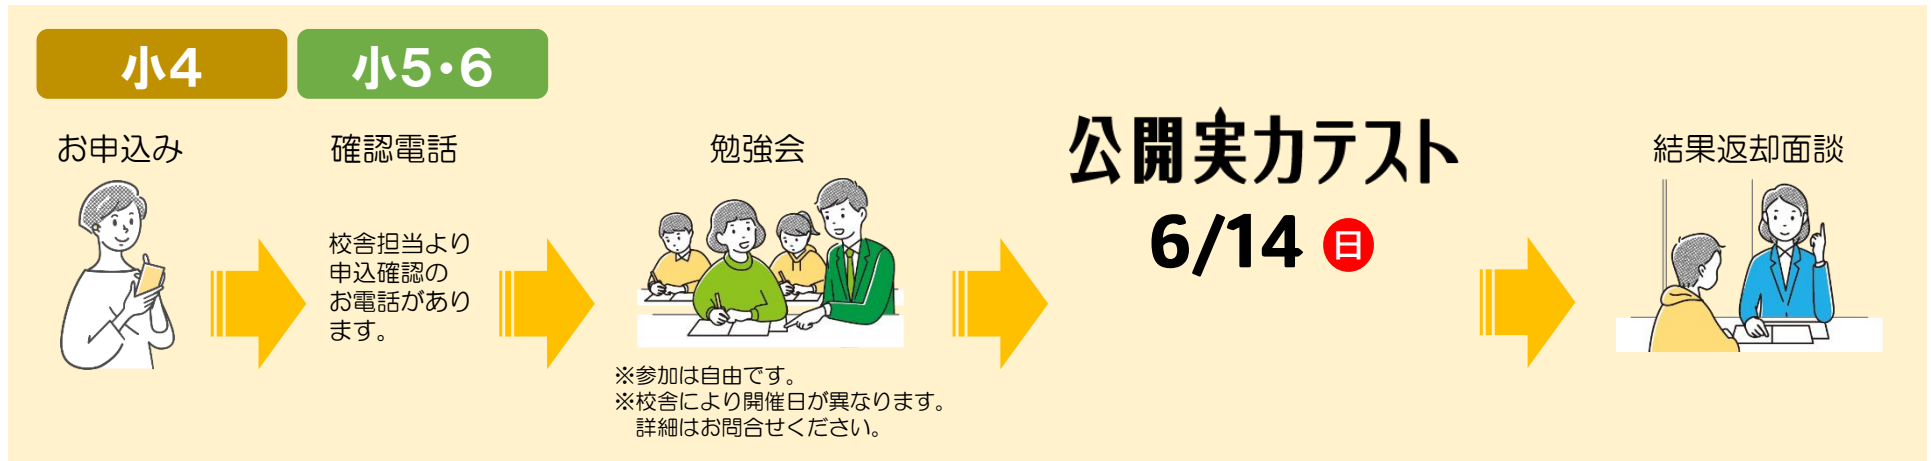 小4
小5・6
お申込み
確認電話
校舎担当より
申込確認の
お電話があり
ます。
勉強会
※参加は自由です。
※校舎により開催日が異なります。
詳細はお問合せください。
公開実力テスト
6/14 日
結果返却面談